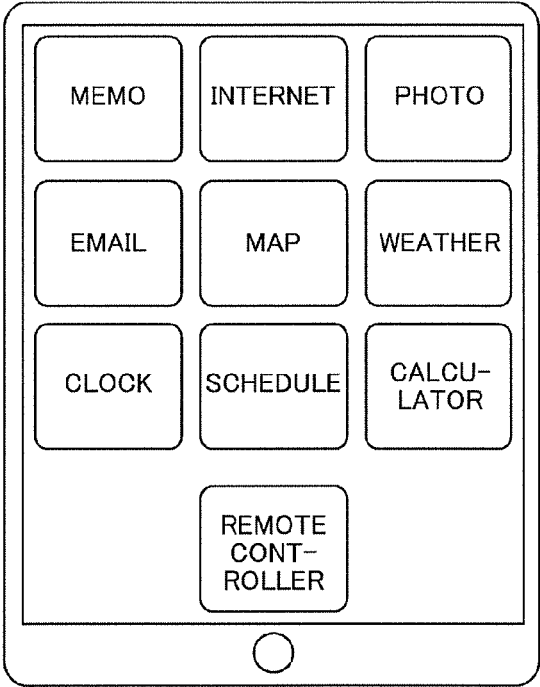 MEMO
INTERNET
PHOTO
EMAIL
MAP
WEATHER
CLOCK
SCHEDULE
CALCU-
LATOR
REMOTE
CONT-
ROLLER